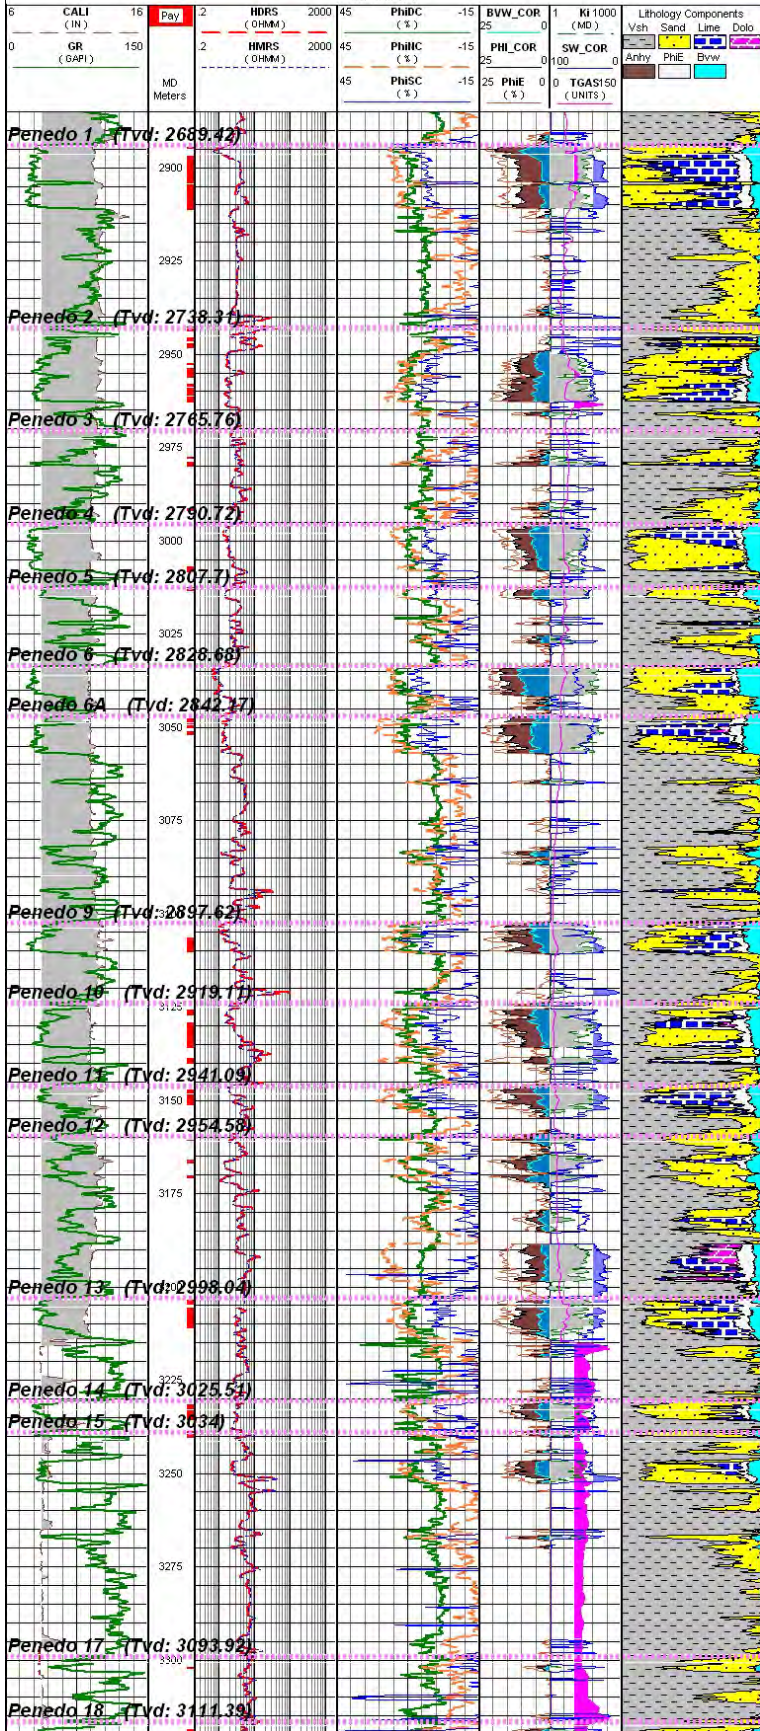 6 CALI 16
( IN )
0 GR 150
( GAPI )
Pay
MD
Meters
.2 HDRS 2000
( OHMM )
.2 HMRS 2000
( OHMM )
45 PhiDC -15
( % )
45 PhiNC -15
( % )
45 PhiSC -15
( % )
BVW_COR
25 0
PHI_COR
25 0
25 PhiE 0
( % )
1 Ki 1000
( MD )
SW_COR
100 0
0 TGAS150
( UNITS )
Lithology Components
Vsh Sand Lime Dolo
Anhy PhiE Bvw
Penedo 1 (Tvd: 2689.42)
2900
2925
Penedo 2 (Tvd: 2738.31)
2950
Penedo 3 (Tvd: 2765.76)
2975
Penedo 4 (Tvd: 2790.72)
3000
Penedo 5 (Tvd: 2807.7)
3025
Penedo 6 (Tvd: 2828.68)
Penedo 6A (Tvd: 2842.17)
3050
3075
Penedo 9 (Tvd: 2897.62)
Penedo 10 (Tvd: 2919.11)
3125
Penedo 11 (Tvd: 2941.09)
3150
Penedo 12 (Tvd: 2954.58)
3175
Penedo 13 (Tvd: 2998.04)
3225
Penedo 14 (Tvd: 3025.51)
Penedo 15 (Tvd: 3034)
3250
3275
Penedo 17 (Tvd: 3093.92)
3300
Penedo 18 (Tvd: 3111.39)